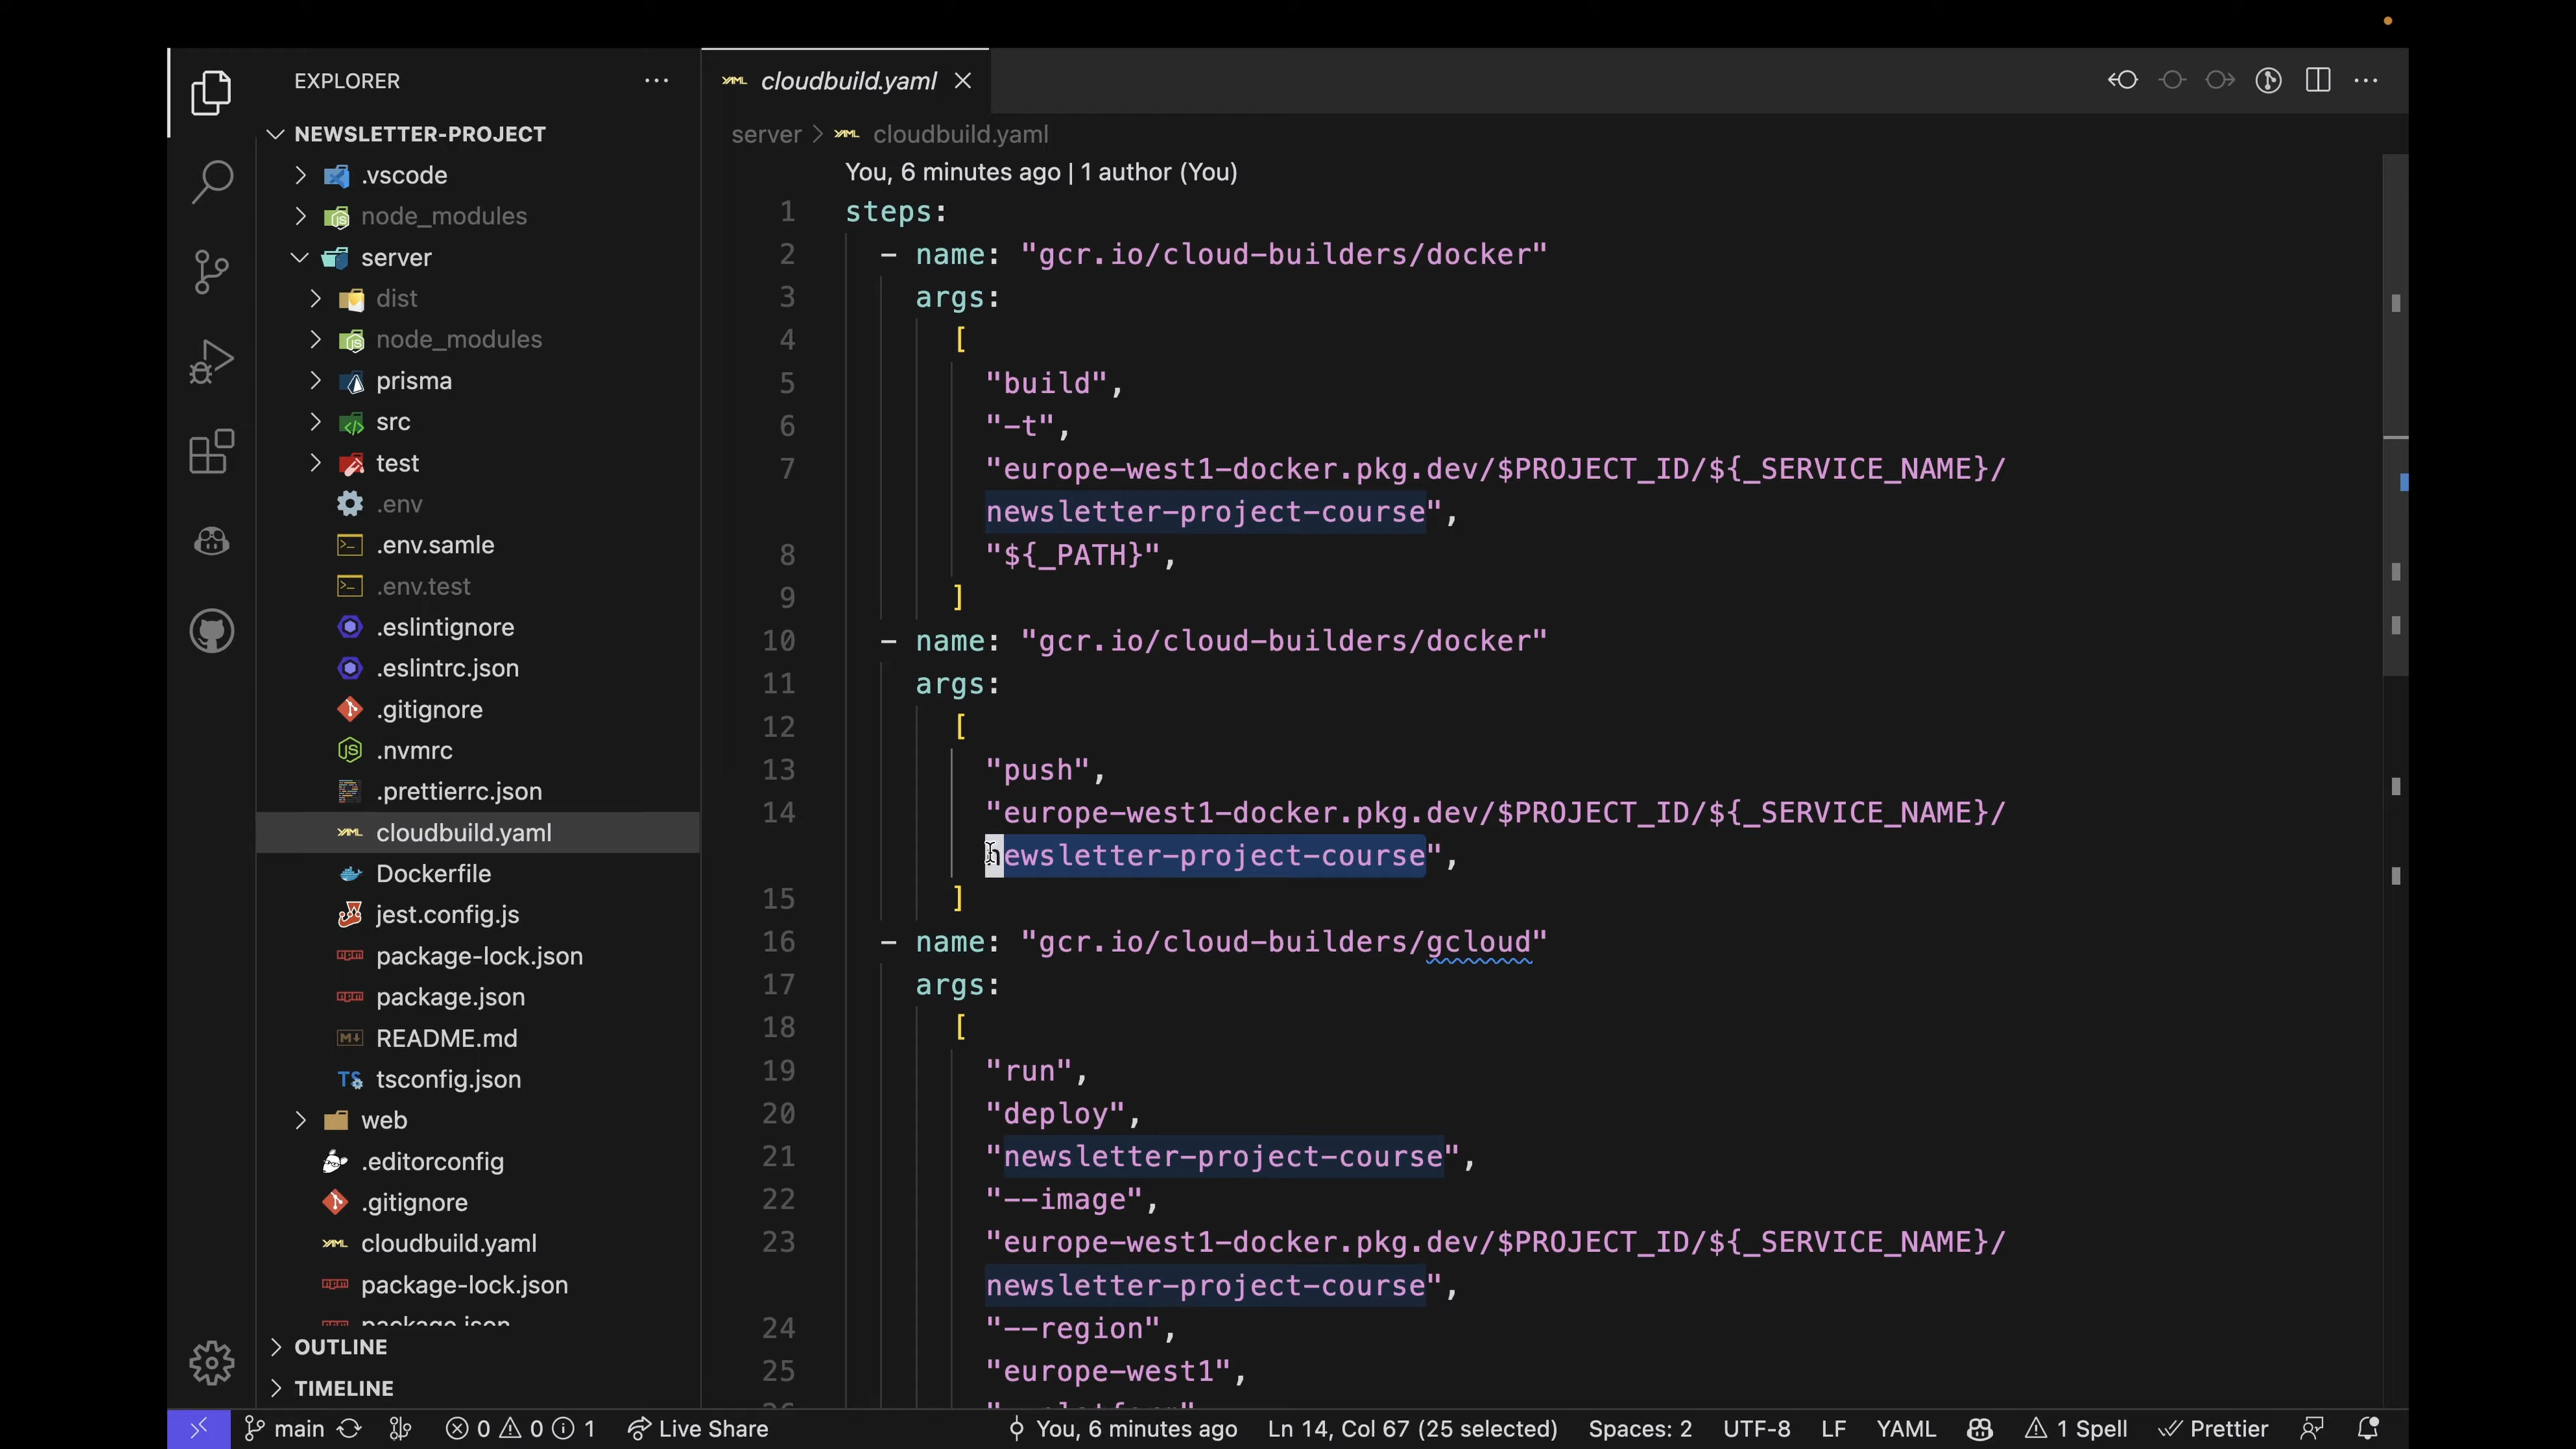 EXPLORER
NEWSLETTER-PROJECT
.vscode
node_modules
server
dist
node_modules
prisma
src
test
.env
.env.samle
.env.test
.eslintignore
.eslintrc.json
.gitignore
.nvmrc
.prettierrc.json
cloudbuild.yaml
Dockerfile
jest.config.js
package-lock.json
package.json
README.md
tsconfig.json
web
.editorconfig
.gitignore
cloudbuild.yaml
package-lock.json
package.json
OUTLINE
TIMELINE
cloudbuild.yaml
server > cloudbuild.yaml
You, 6 minutes ago | 1 author (You)
1 steps:
2 - name: "gcr.io/cloud-builders/docker"
3 args:
4 [
5 "build",
6 "-t",
7 "europe-west1-docker.pkg.dev/$PROJECT_ID/${_SERVICE_NAME}/
newsletter-project-course",
8 "${_PATH}",
9 ]
10 - name: "gcr.io/cloud-builders/docker"
11 args:
12 [
13 "push",
14 "europe-west1-docker.pkg.dev/$PROJECT_ID/${_SERVICE_NAME}/
newsletter-project-course",
15 ]
16 - name: "gcr.io/cloud-builders/gcloud"
17 args:
18 [
19 "run",
20 "deploy",
21 "newsletter-project-course",
22 "--image",
23 "europe-west1-docker.pkg.dev/$PROJECT_ID/${_SERVICE_NAME}/
newsletter-project-course",
24 "--region",
25 "europe-west1",
main 0 0 1 Live Share You, 6 minutes ago Ln 14, Col 67 (25 selected) Spaces: 2 UTF-8 LF YAML 1 Spell Prettier